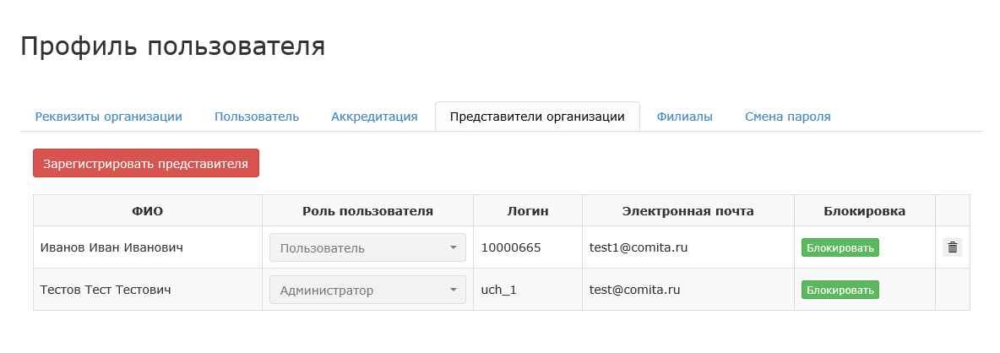 Профиль пользователя
Реквизиты организации Пользователь Аккредитация Представители организации Филиалы Смена пароля
Зарегистрировать представителя
ФИО Роль пользователя Логин Электронная почта Блокировка
Иванов Иван Иванович Пользователь 10000665 test1@comita.ru Блокировать
Тестов Тест Тестович Администратор uch_1 test@comita.ru Блокировать